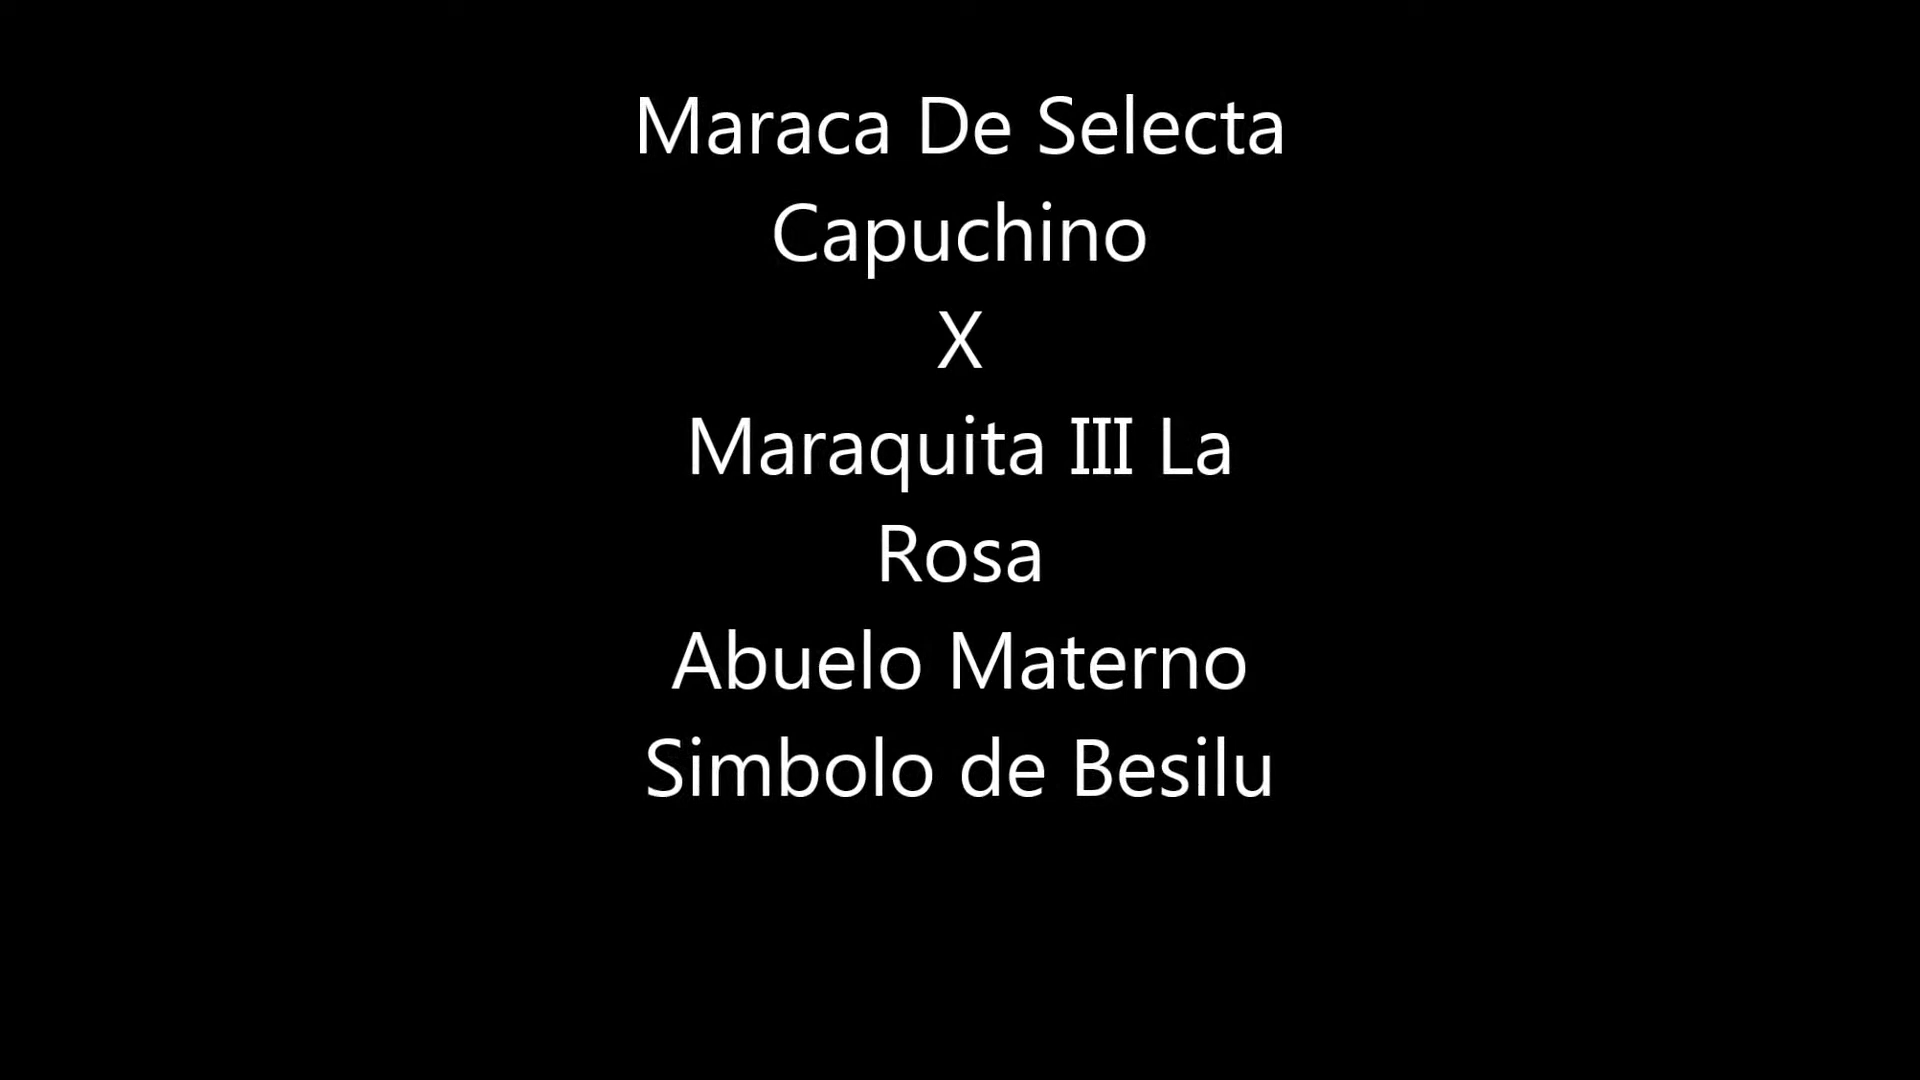 Maraca De Selecta
Capuchino
X
Maraquita III La
Rosa
Abuelo Materno
Simbolo de Besilu